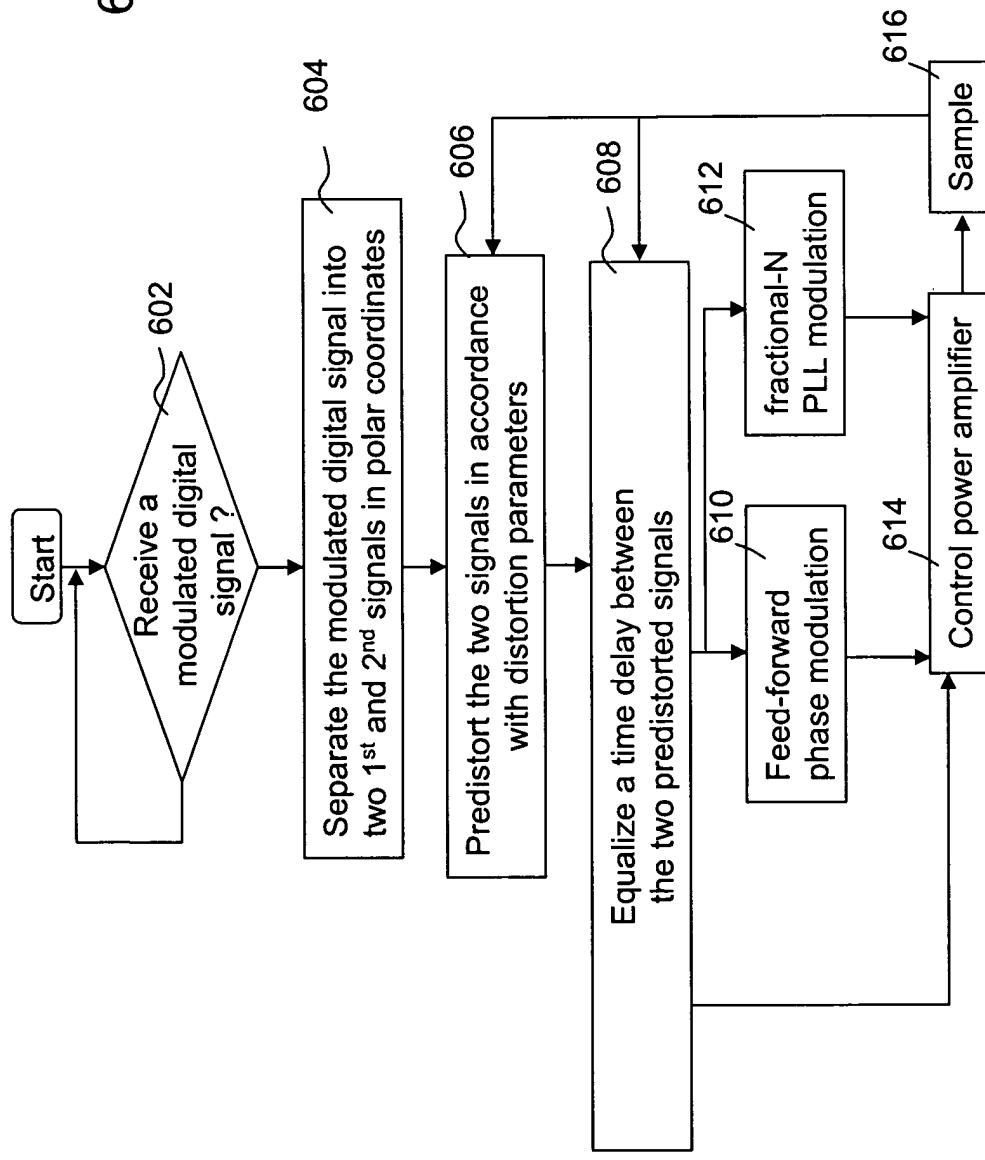 6
Start
602
Receive a
modulated digital
signal ?
604
Separate the modulated digital signal into
two 1st and 2nd signals in polar coordinates
606
Predistort the two signals in accordance
with distortion parameters
608
Equalize a time delay between
the two predistorted signals
610
Feed-forward
phase modulation
612
fractional-N
PLL modulation
614
Control power amplifier
616
Sample